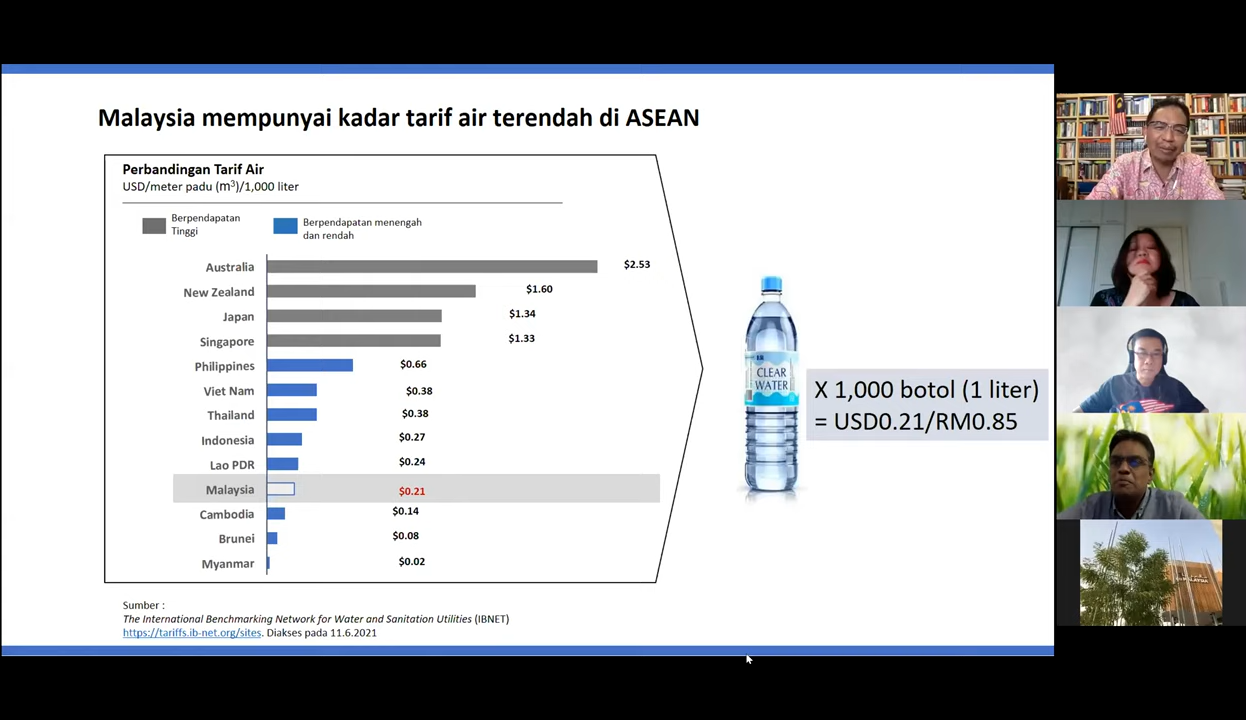 Malaysia mempunyai kadar tarif air terendah di ASEAN
Perbandingan Tarif Air
USD/meter padu (m³)/1,000 liter
Berpendapatan
Tinggi
Berpendapatan menengah
dan rendah
Australia $2.53
New Zealand $1.60
Japan $1.34
Singapore $1.33
Philippines $0.66
Viet Nam $0.38
Thailand $0.38
Indonesia $0.27
Lao PDR $0.24
Malaysia $0.21
Cambodia $0.14
Brunei $0.08
Myanmar $0.02
CLEAR
WATER
X 1,000 botol (1 liter)
= USD0.21/RM0.85
Sumber :
The International Benchmarking Network for Water and Sanitation Utilities (IBNET)
https://tariffs.ib-net.org/sites. Diakses pada 11.6.2021